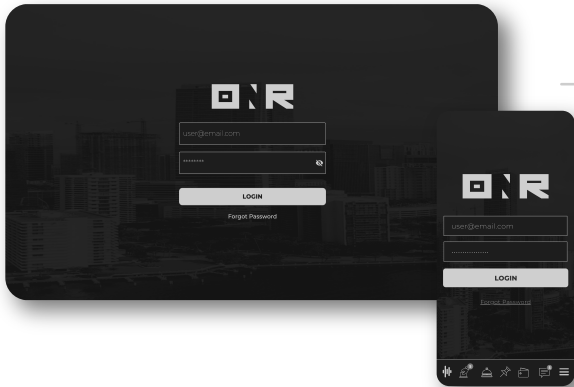 ONR
user@email.com
********
LOGIN
Forgot Password
ONR
user@email.com
LOGIN
Forgot Password